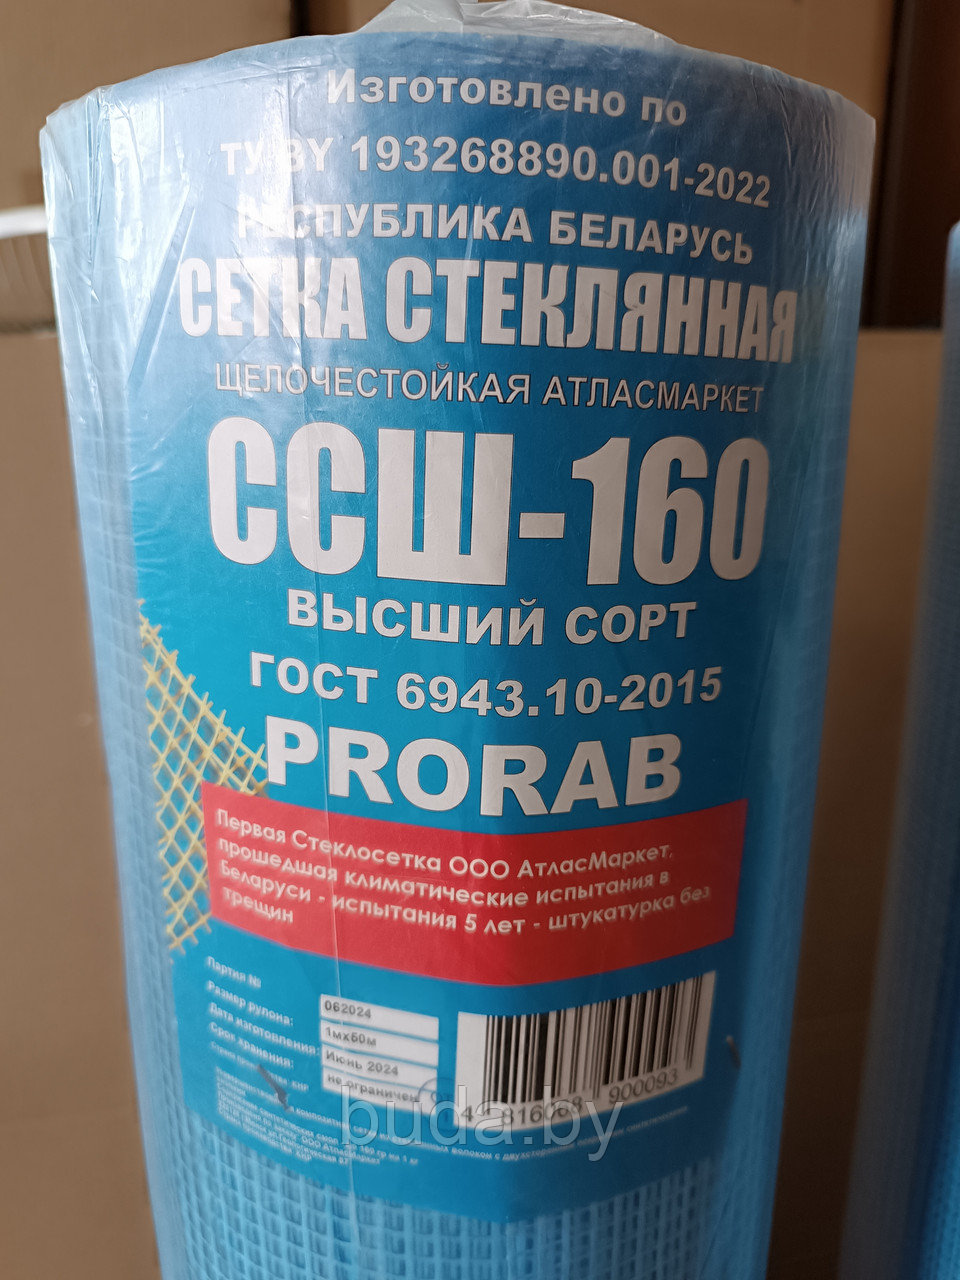 Изготовлено по
ТУ BY 193268890.001-2022
РЕСПУБЛИКА БЕЛАРУСЬ
СЕТКА СТЕКЛЯННАЯ
ЩЕЛОЧЕСТОЙКАЯ АТЛАСМАРКЕТ
ССШ-160
ВЫСШИЙ СОРТ
ГОСТ 6943.10-2015
PRORAB
Первая Стеклосетка ООО АтласМаркет,
прошедшая климатические испытания в
Беларуси - испытания 5 лет - штукатурка без
трещин
Партия № 062024
Размер рулона: 1мх50м
Дата изготовления: Июнь 2024
Срок хранения: не ограничен
816008 900093
buda.by